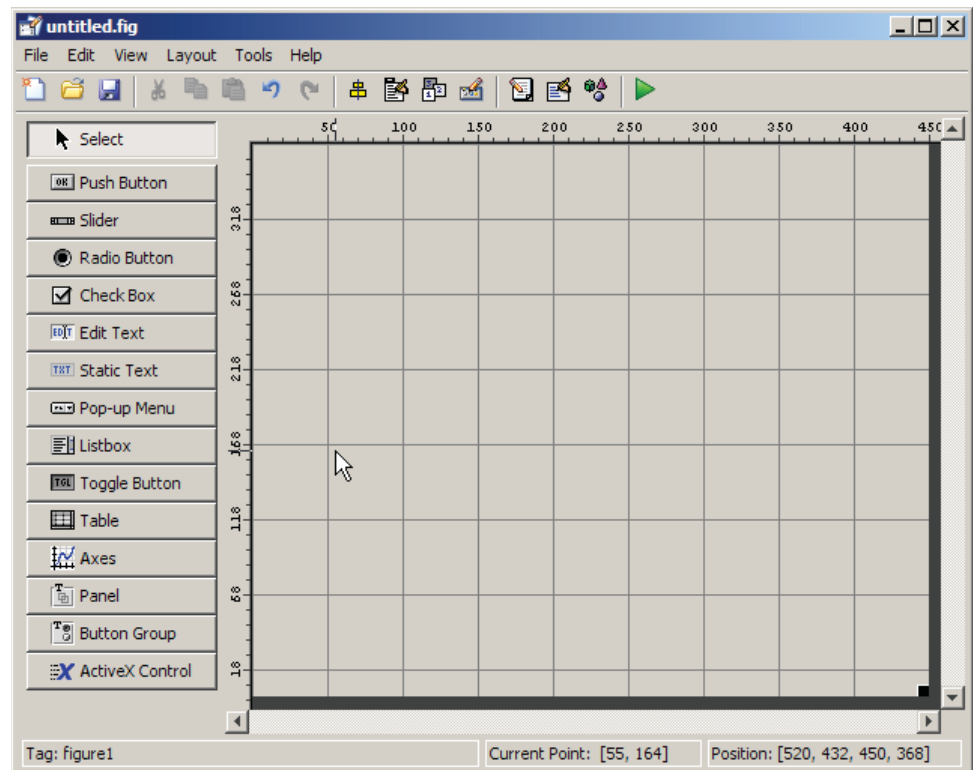 untitled.fig
File Edit View Layout Tools Help
50 100 150 200 250 300 350 400 450
Select
Push Button
Slider
Radio Button
Check Box
EDIT Edit Text
TXT Static Text
Pop-up Menu
Listbox
TGL Toggle Button
Table
Axes
Panel
Button Group
ActiveX Control
318
268
218
168
118
68
18
Tag: figure1
Current Point: [55, 164]
Position: [520, 432, 450, 368]